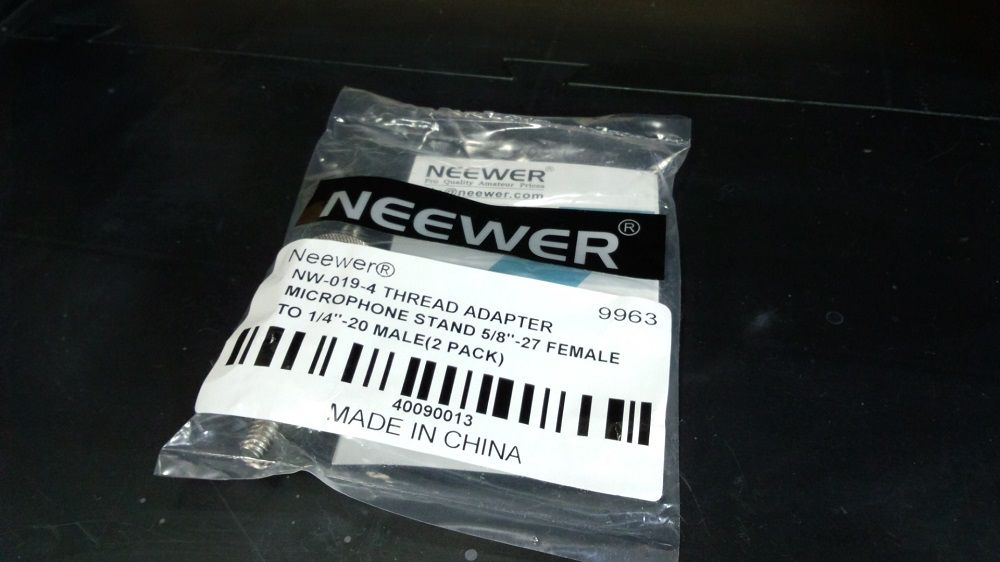 NEEWER®
Pro Quality Amateur Prices
@neewer.com
NEEWER®
Neewer®
9963
NW-019-4 THREAD ADAPTER
MICROPHONE STAND 5/8"-27 FEMALE
TO 1/4"-20 MALE(2 PACK)
40090013
MADE IN CHINA